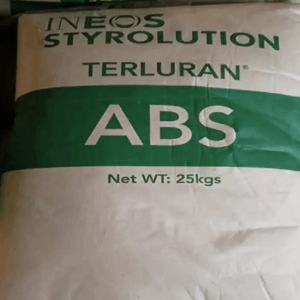 INEOS
STYROLUTION
TERLURAN®
ABS
Net WT: 25kgs